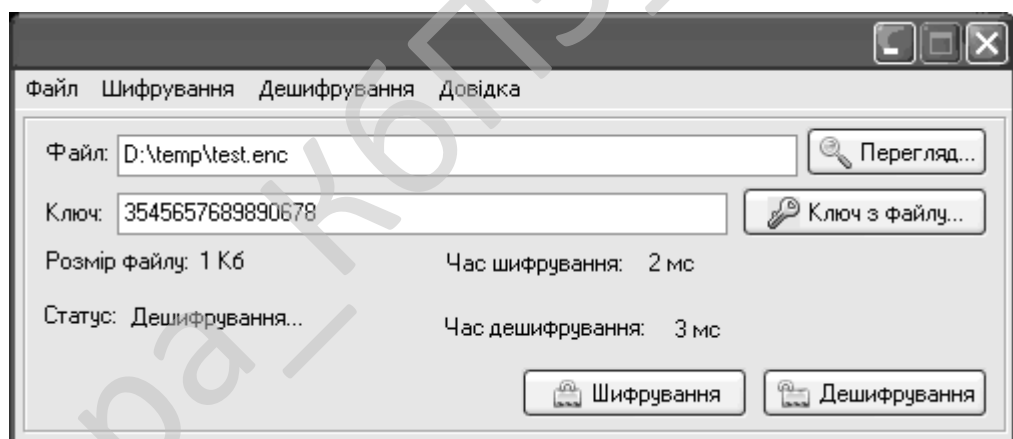 Файл Шифрування Дешифрування Довідка
Файл: D:\temp\test.enc Перегляд...
Ключ: 3545657689890678 Ключ з файлу...
Розмір файлу: 1 Кб Час шифрування: 2 мс
Статус: Дешифрування... Час дешифрування: 3 мс
Шифрування Дешифрування